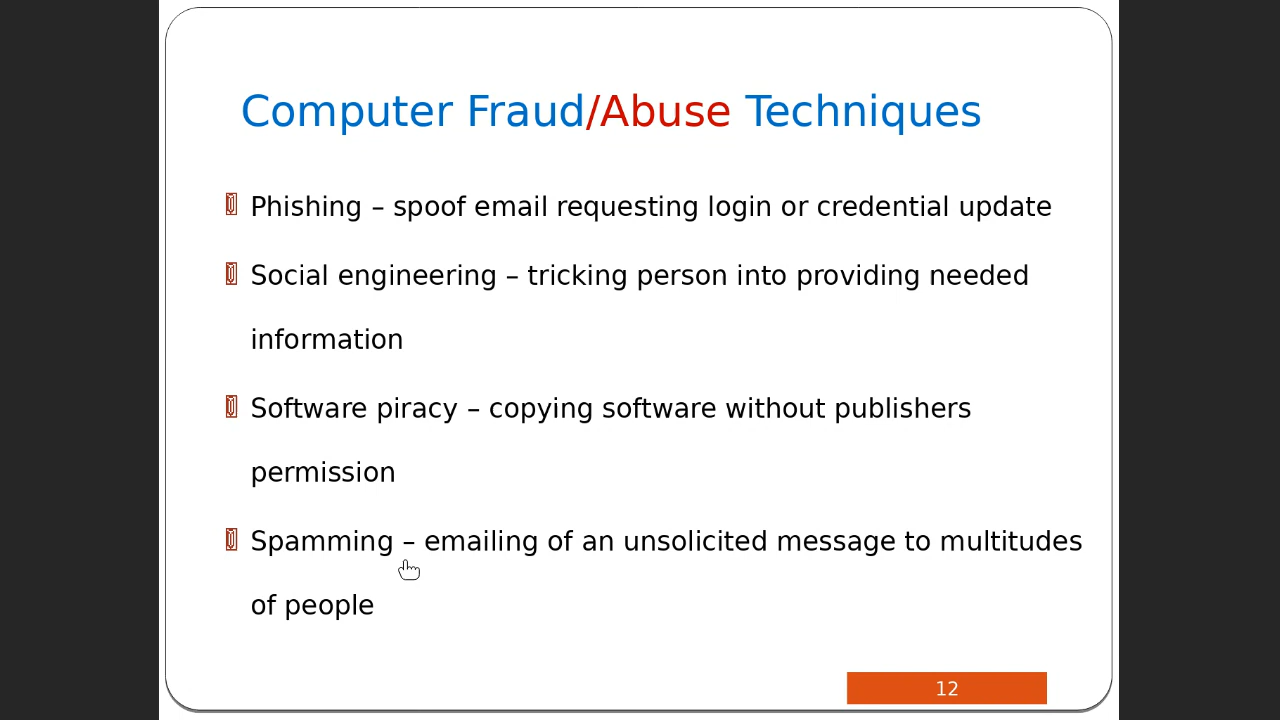 Computer Fraud/Abuse Techniques
Phishing – spoof email requesting login or credential update
Social engineering – tricking person into providing needed
information
Software piracy – copying software without publishers
permission
Spamming – emailing of an unsolicited message to multitudes
of people
12